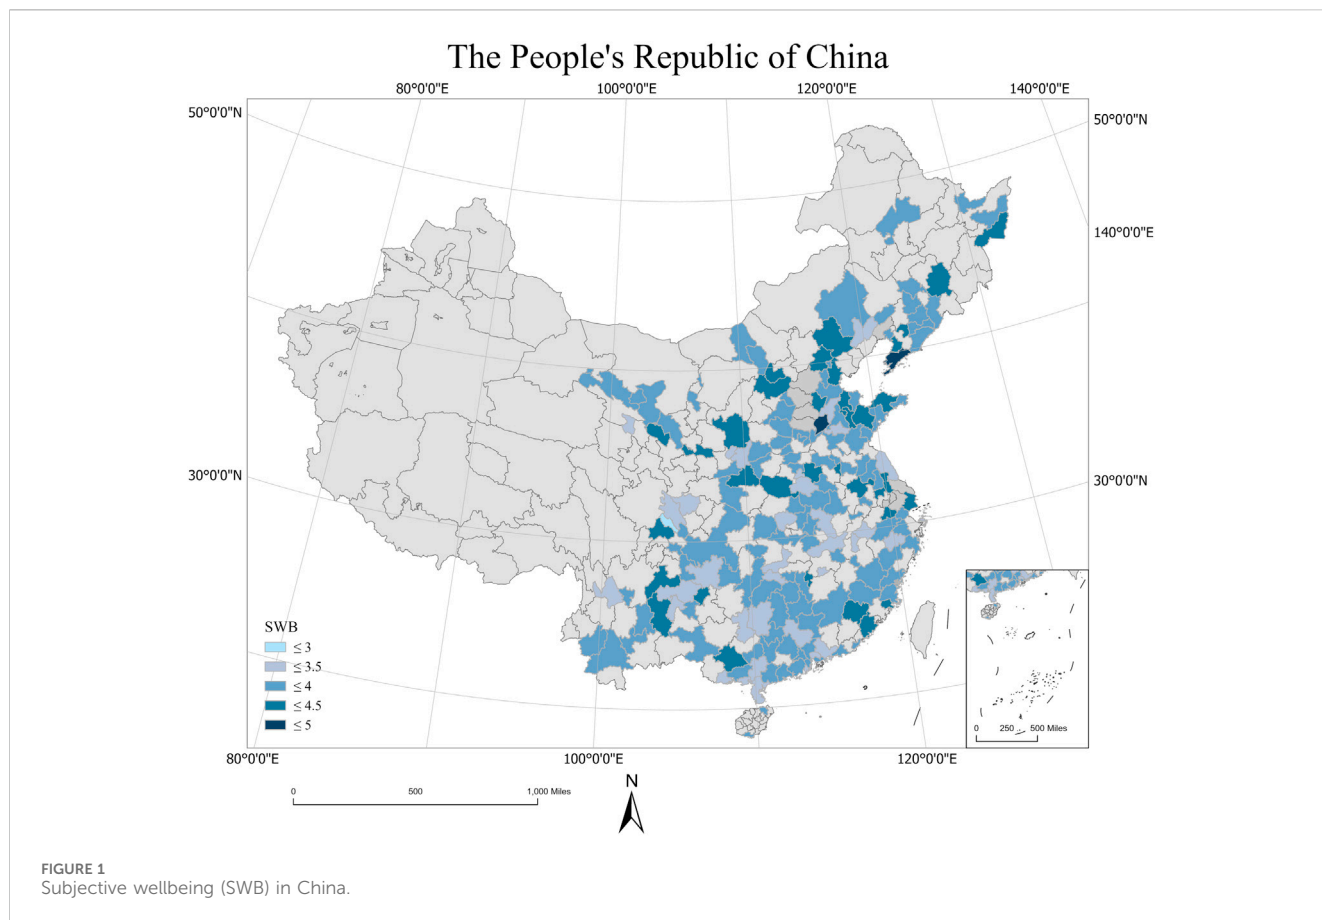 The People's Republic of China
80°0'0"E 100°0'0"E 120°0'0"E 140°0'0"E
50°0'0"N 50°0'0"N
140°0'0"E
30°0'0"N 30°0'0"N
SWB
≤ 3
≤ 3.5
≤ 4
≤ 4.5
≤ 5
0 250 500 Miles
80°0'0"E 100°0'0"E 120°0'0"E
N
0 500 1,000 Miles
FIGURE 1
Subjective wellbeing (SWB) in China.